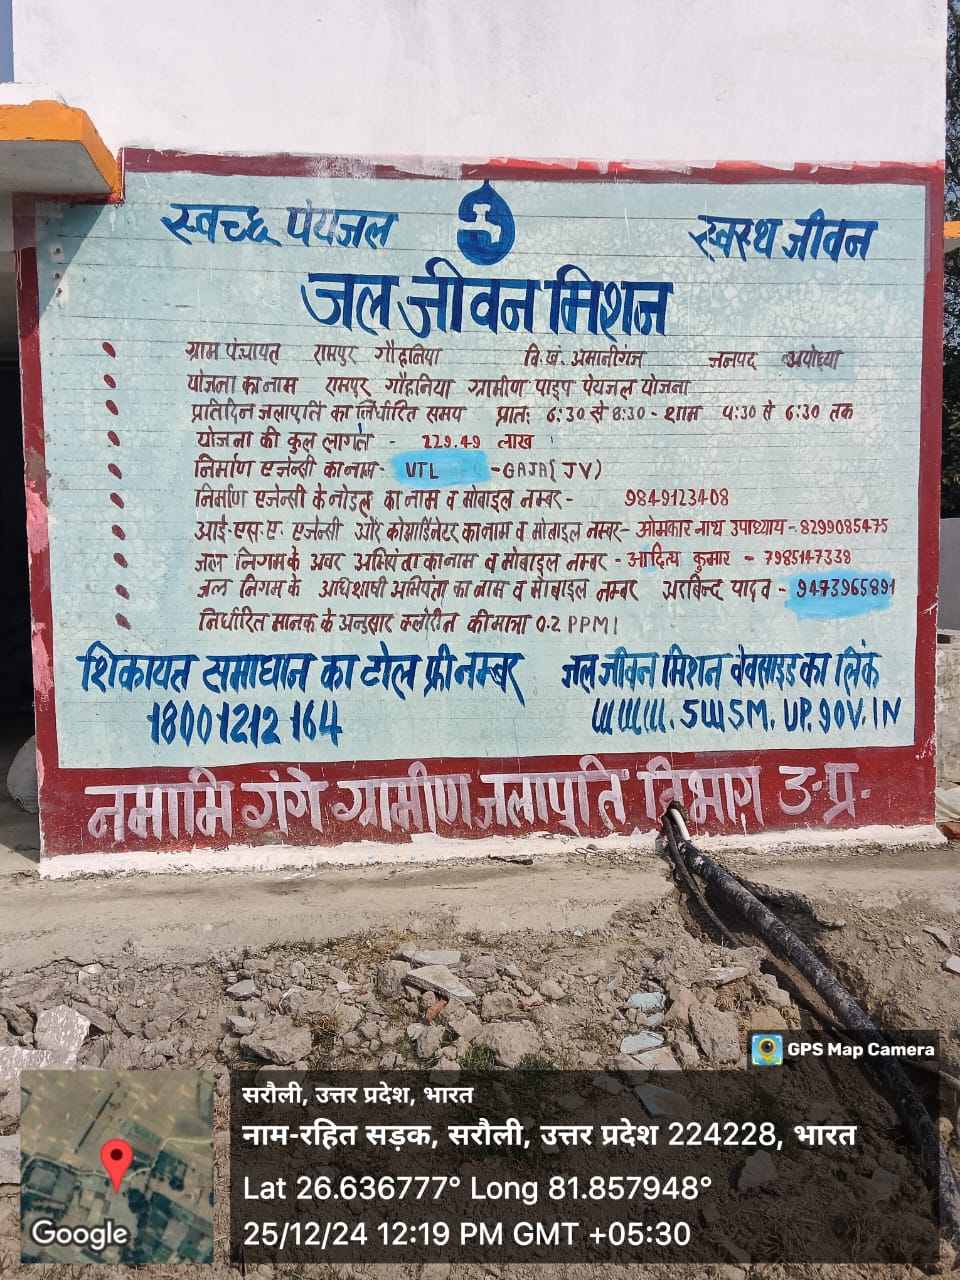 स्वच्छ पेयजल
स्वस्थ जीवन
जल जीवन मिशन
ग्राम पंचायत रामपुर गौहनिया वि.खं. अमानीगंज जनपद अयोध्या
योजना का नाम रामपुर गौहनिया ग्रामीण पाइप पेयजल योजना
प्रतिदिन जलापूर्ति का निर्धारित समय प्रातः 6:30 से 8:30 - शाम 4:30 से 6:30 तक
योजना की कुल लागत - 229.49 लाख
निर्माण एजेन्सी का नाम - VTL - GAJA (JV)
निर्माण एजेन्सी के नोडल का नाम व मोबाइल नम्बर - 9849123408
आई.एस.ए. एजेन्सी और कोआर्डिनेटर का नाम व मोबाइल नम्बर - ओमकार नाथ उपाध्याय - 8299085475
जल निगम के अवर अभियंता का नाम व मोबाइल नम्बर - आदित्य कुमार - 7985147338
जल निगम के अधिशाषी अभियंता का नाम व मोबाइल नम्बर अरबिन्द यादव - 9473965891
निर्धारित मानक के अनुसार क्लोरीन की मात्रा 0.2 PPM।
शिकायत समाधान का टोल फ्री नम्बर
18001212164
जल जीवन मिशन वेबसाइड का लिंक
WWW.SWSM.UP.GOV.IN
नमामि गंगे ग्रामीण जलापूर्ति विभाग उ.प्र.
GPS Map Camera
सरौली, उत्तर प्रदेश, भारत
नाम-रहित सड़क, सरौली, उत्तर प्रदेश 224228, भारत
Lat 26.636777° Long 81.857948°
25/12/24 12:19 PM GMT +05:30
Google